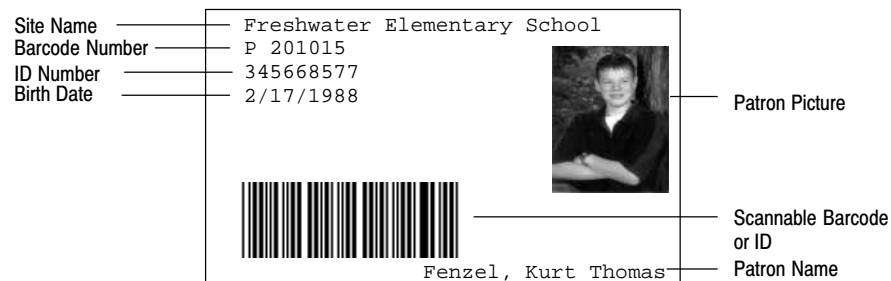 Site Name
Freshwater Elementary School
Barcode Number
P 201015
ID Number
345668577
Birth Date
2/17/1988
Patron Picture
Scannable Barcode
or ID
Fenzel, Kurt Thomas
Patron Name